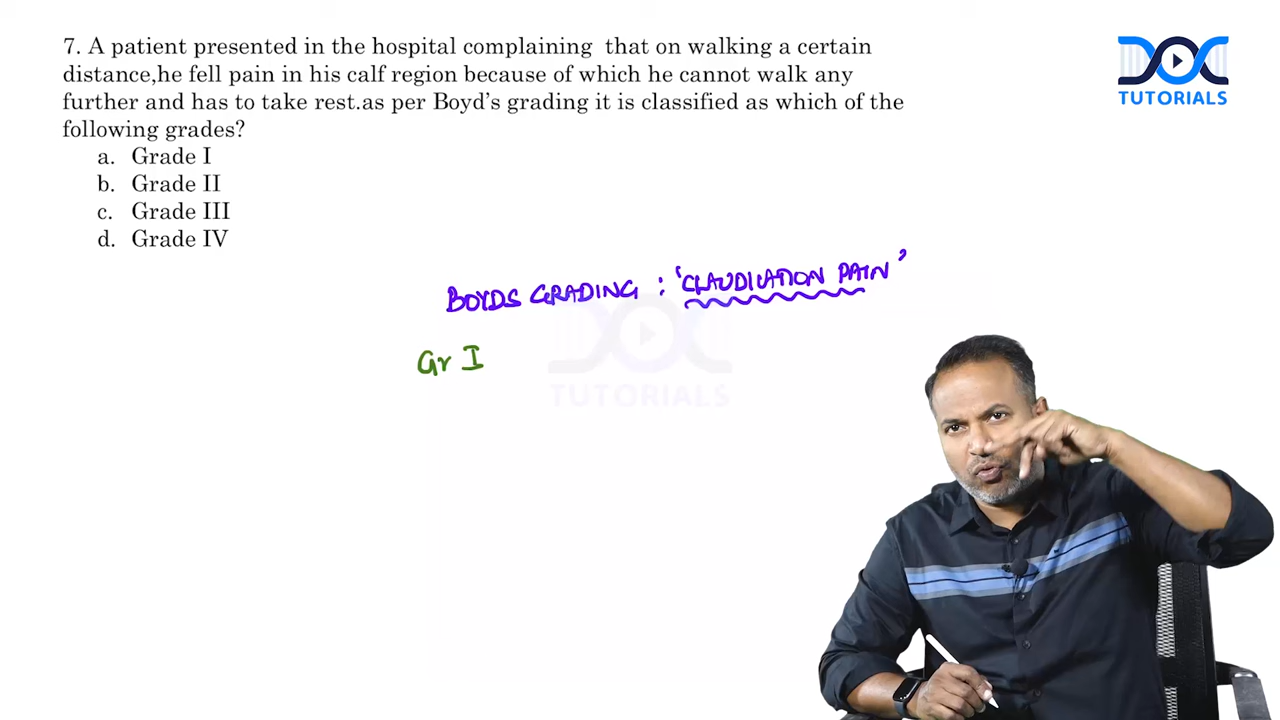 7. A patient presented in the hospital complaining that on walking a certain
distance,he fell pain in his calf region because of which he cannot walk any
further and has to take rest.as per Boyd's grading it is classified as which of the
following grades?
a. Grade I
b. Grade II
c. Grade III
d. Grade IV
TUTORIALS
BOYDS GRADING : 'CLAUDICATION PAIN'
Gr I
TUTORIALS